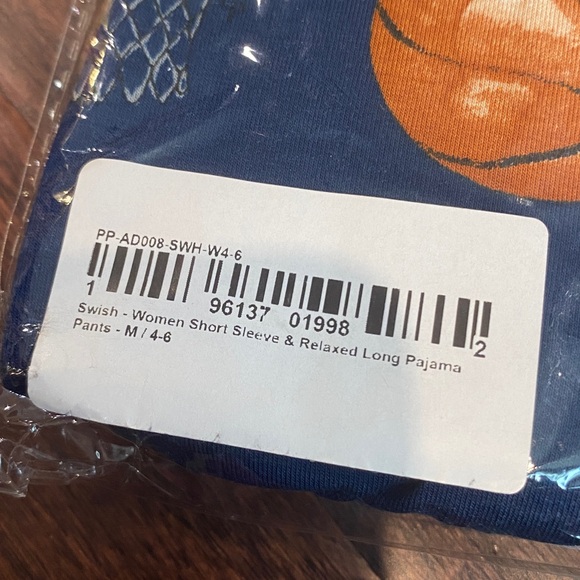 PP-AD008-SWH-W4-6
1 96137 01998 2
Swish - Women Short Sleeve & Relaxed Long Pajama
Pants - M / 4-6